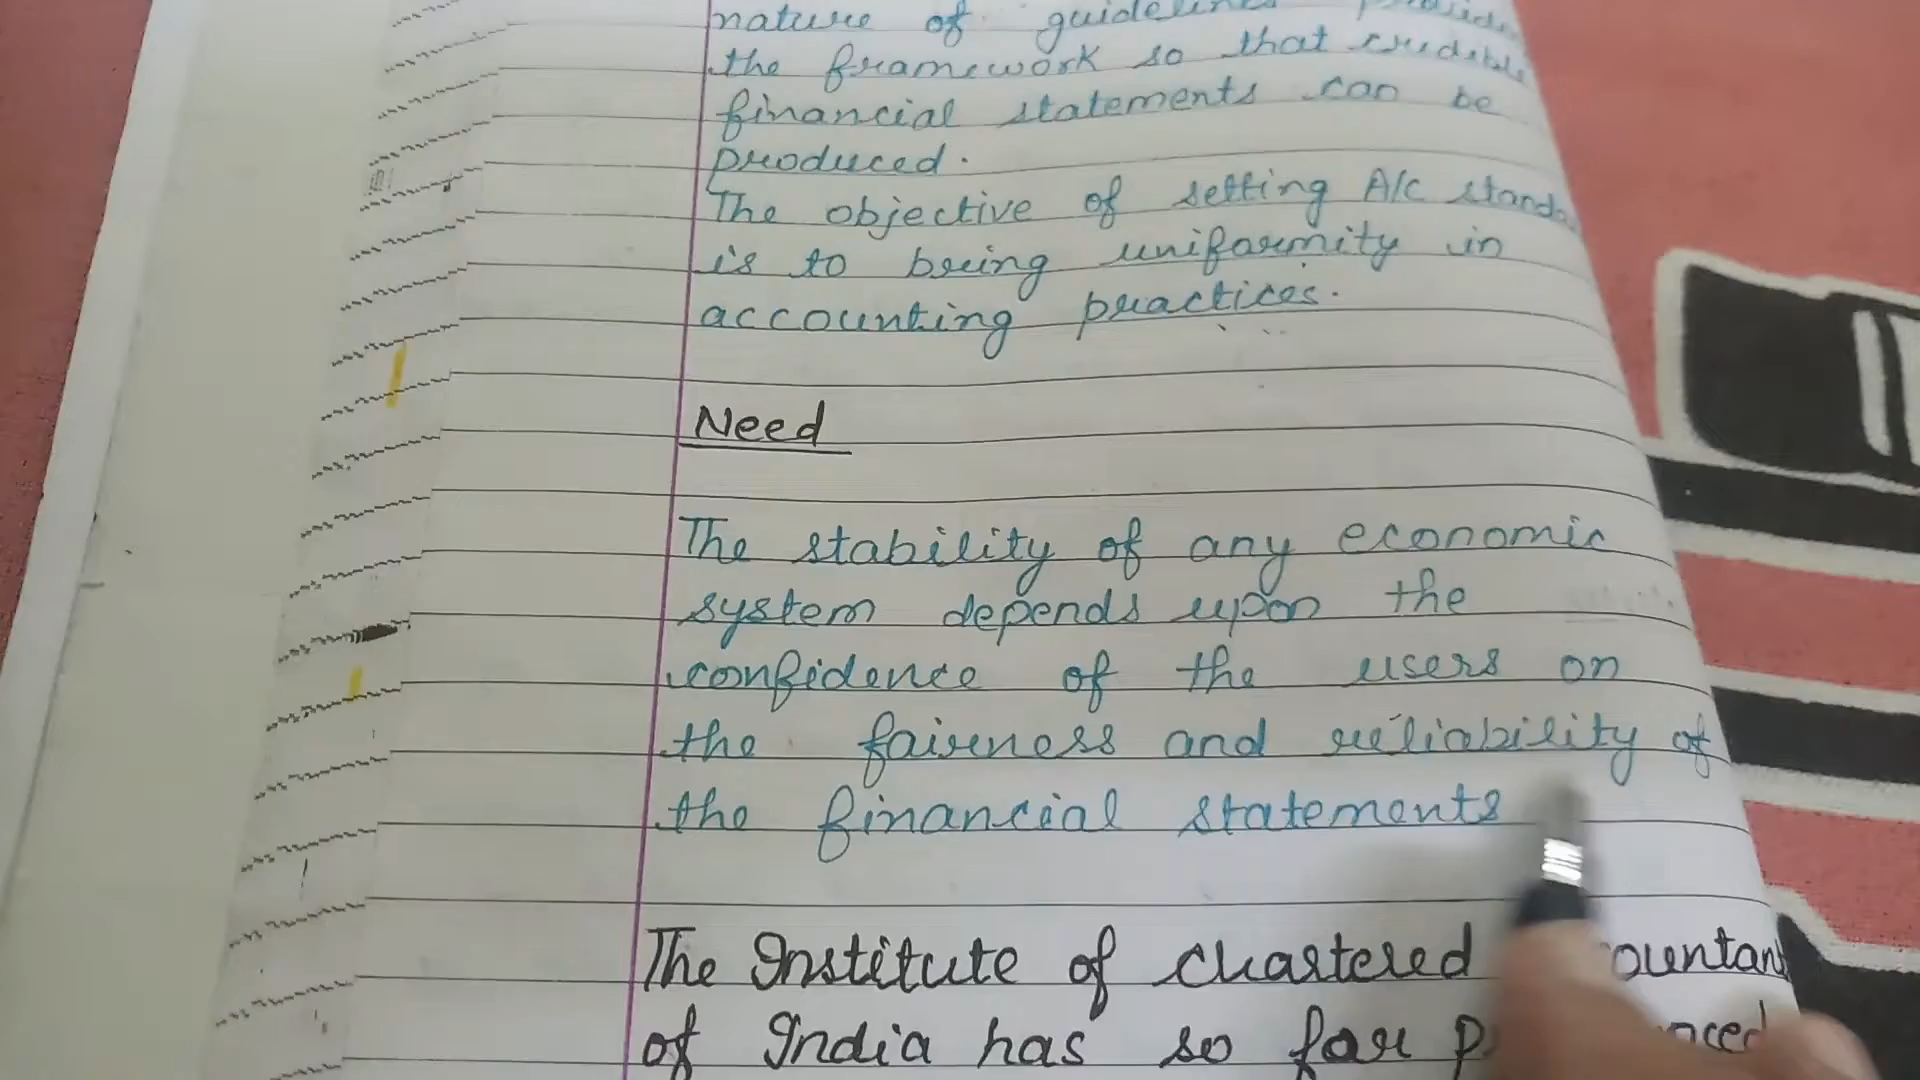 nature of guidelines
the framework so that credible
financial statements can be
produced.
The objective of setting A/C
is to bring uniformity in
accounting practices.
Need
The stability of any economic
system depends upon the
confidence of the users on
the fairness and reliability of
the financial statements
The Institute of Chartered
of India has so far